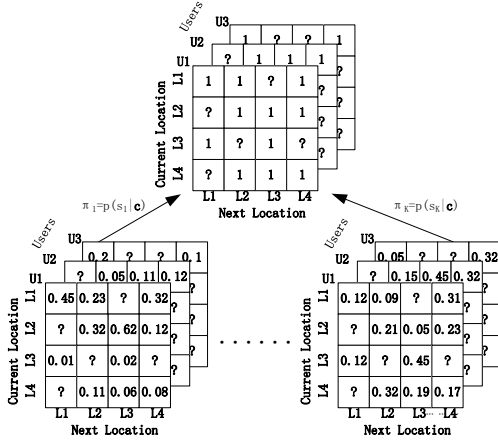 Users
U3
1 ? ? 1
U2
? 1 1 1
U1
Current Location
L1 1 1 ? 1 ?
L2 ? 1 1 1 ?
L3 1 ? 1 ? ?
L4 ? 1 1 1 ?
L1 L2 L3 L4
Next Location
π1=p(s1|c)
πK=p(sK|c)
Users
U3
0.2 ? ? 0.1
U2
? 0.05 0.11 0.12
U1
Current Location
L1 0.45 0.23 ? 0.32 ?
L2 ? 0.32 0.62 0.12 ?
L3 0.01 ? 0.02 ? ?
L4 ? 0.11 0.06 0.08 ?
L1 L2 L3 L4
Next Location
......
Users
U3
0.05 ? ? 0.32
U2
? 0.15 0.45 0.32
U1
Current Location
L1 0.12 0.09 ? 0.31 ?
L2 ? 0.21 0.05 0.23 ?
L3 0.12 ? 0.45 ? ?
L4 ? 0.32 0.19 0.17 ?
L1 L2 L3 L4
Next Location